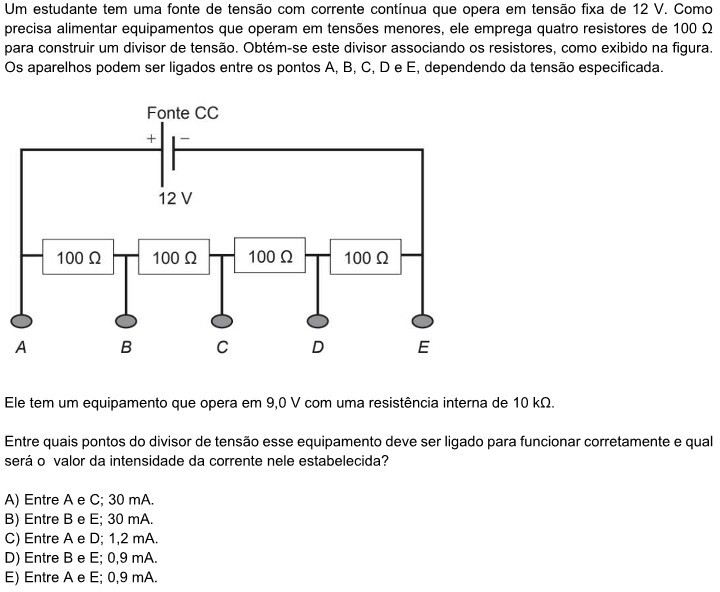 Um estudante tem uma fonte de tensão com corrente contínua que opera em tensão fixa de 12 V. Como
precisa alimentar equipamentos que operam em tensões menores, ele emprega quatro resistores de 100 Ω
para construir um divisor de tensão. Obtém-se este divisor associando os resistores, como exibido na figura.
Os aparelhos podem ser ligados entre os pontos A, B, C, D e E, dependendo da tensão especificada.
Fonte CC
+ −
12 V
100 Ω 100 Ω 100 Ω 100 Ω
A B C D E
Ele tem um equipamento que opera em 9,0 V com uma resistência interna de 10 kΩ.
Entre quais pontos do divisor de tensão esse equipamento deve ser ligado para funcionar corretamente e qual
será o valor da intensidade da corrente nele estabelecida?
A) Entre A e C; 30 mA.
B) Entre B e E; 30 mA.
C) Entre A e D; 1,2 mA.
D) Entre B e E; 0,9 mA.
E) Entre A e E; 0,9 mA.